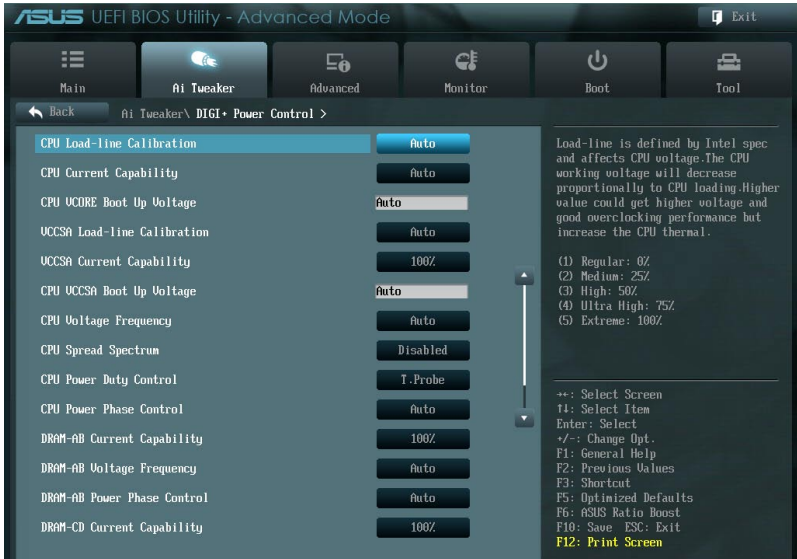 ASUS UEFI BIOS Utility - Advanced Mode
Exit
Main
Ai Tweaker
Advanced
Monitor
Boot
Tool
Back
Ai Tweaker\ DIGI+ Power Control >
CPU Load-line Calibration Auto
CPU Current Capability Auto
CPU VCORE Boot Up Voltage Auto
VCCSA Load-line Calibration Auto
VCCSA Current Capability 100%
CPU VCCSA Boot Up Voltage Auto
CPU Voltage Frequency Auto
CPU Spread Spectrum Disabled
CPU Power Duty Control T.Probe
CPU Power Phase Control Auto
DRAM-AB Current Capability 100%
DRAM-AB Voltage Frequency Auto
DRAM-AB Power Phase Control Auto
DRAM-CD Current Capability 100%
Load-line is defined by Intel spec
and affects CPU voltage.The CPU
working voltage will decrease
proportionally to CPU loading.Higher
value could get higher voltage and
good overclocking performance but
increase the CPU thermal.
(1) Regular: 0%
(2) Medium: 25%
(3) High: 50%
(4) Ultra High: 75%
(5) Extreme: 100%
→←: Select Screen
↑↓: Select Item
Enter: Select
+/-: Change Opt.
F1: General Help
F2: Previous Values
F3: Shortcut
F5: Optimized Defaults
F6: ASUS Ratio Boost
F10: Save ESC: Exit
F12: Print Screen